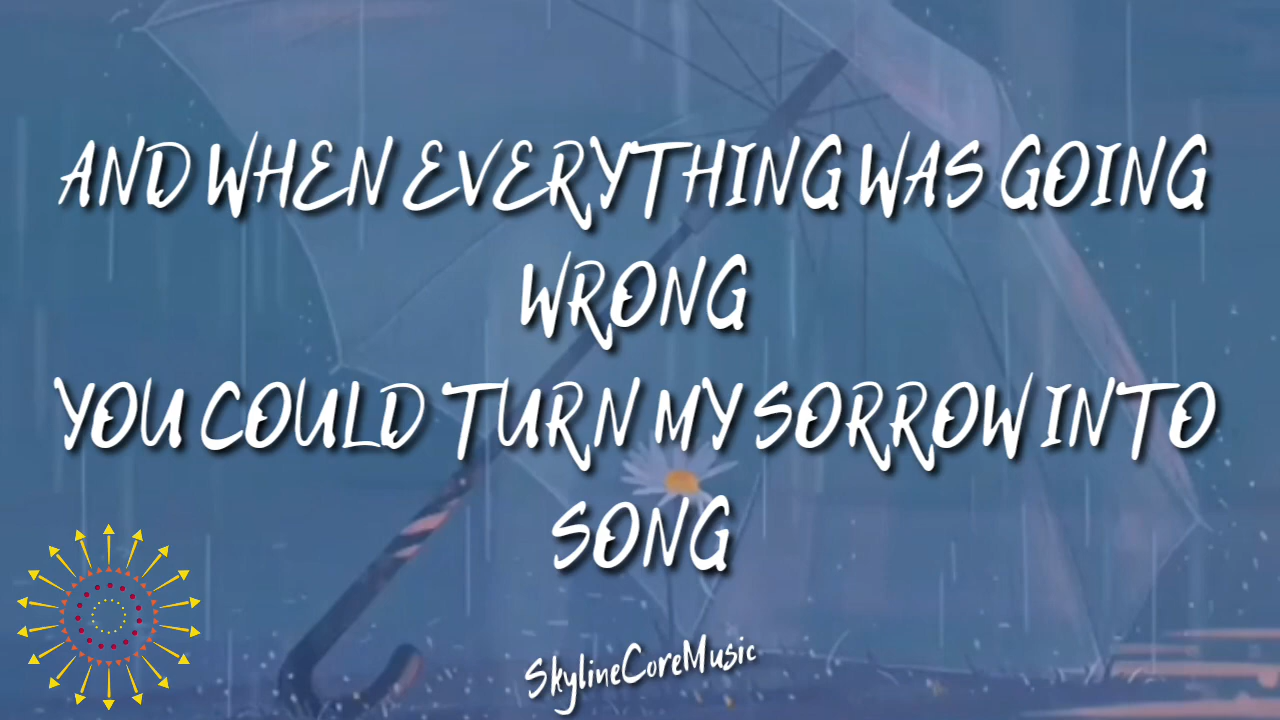 AND WHEN EVERYTHING WAS GOING
WRONG
YOU COULD TURN MY SORROW INTO
SONG
SkylineCoreMusic